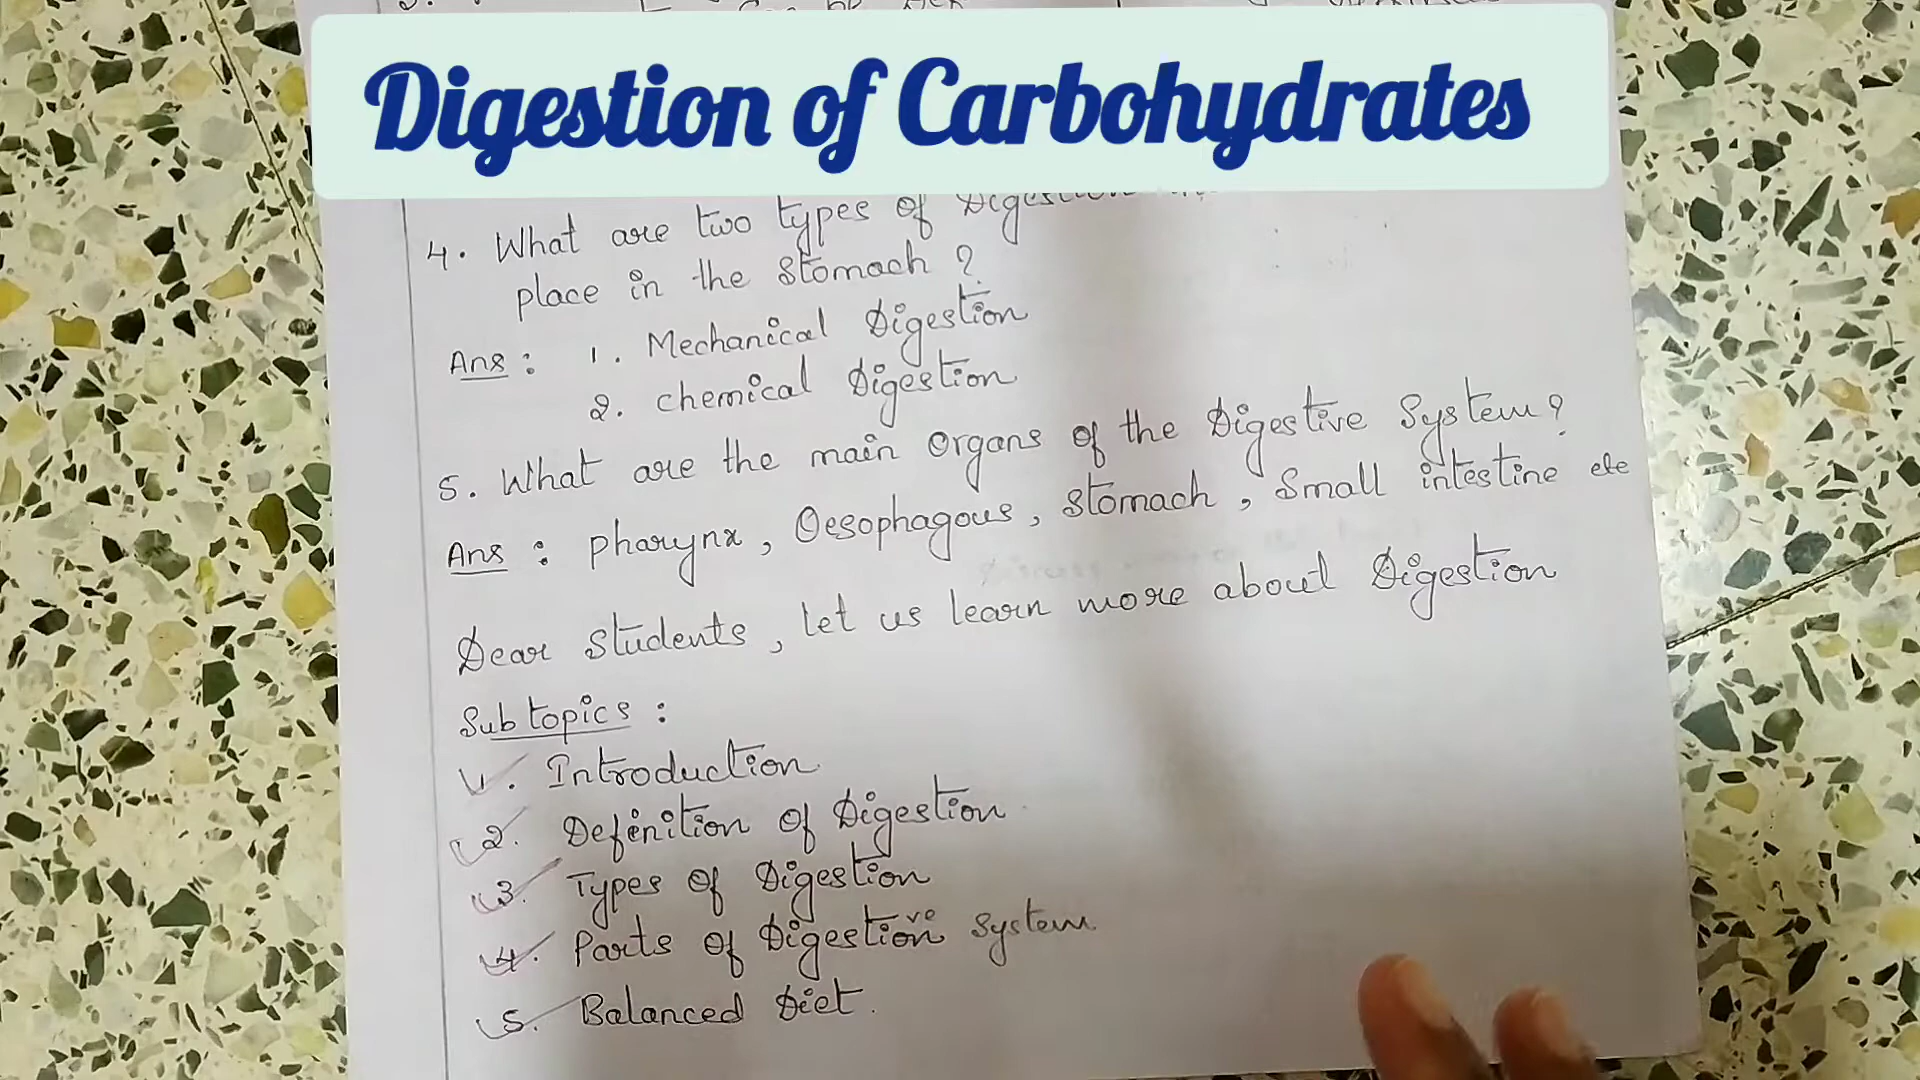 Digestion of Carbohydrates
4. What are two types of Digestion
place in the Stomach ?
Ans : 1. Mechanical Digestion
2. chemical Digestion
5. What are the main organs of the Digestive System?
Ans : pharynx, Oesophagous, Stomach, Small intestine etc
Dear Students, let us learn more about Digestion
Subtopics :
1. Introduction
2. Definition of Digestion
3. Types of Digestion
4. Parts of Digestive System
5. Balanced Diet.